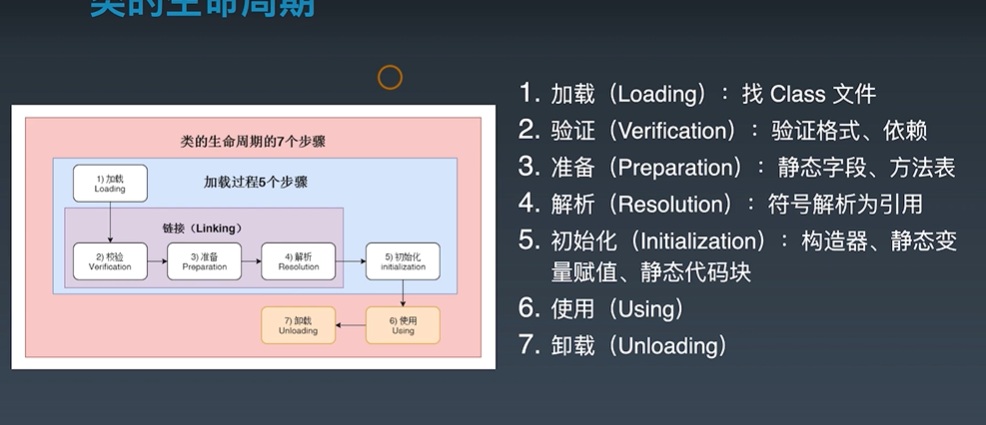 类的生命周期
类的生命周期的7个步骤
加载过程5个步骤
1) 加载
Loading
链接（Linking）
2) 校验
Verification
3) 准备
Preparation
4) 解析
Resolution
5) 初始化
initialization
7) 卸载
Unloading
6) 使用
Using
1. 加载（Loading）：找 Class 文件
2. 验证（Verification）：验证格式、依赖
3. 准备（Preparation）：静态字段、方法表
4. 解析（Resolution）：符号解析为引用
5. 初始化（Initialization）：构造器、静态变
量赋值、静态代码块
6. 使用（Using）
7. 卸载（Unloading）